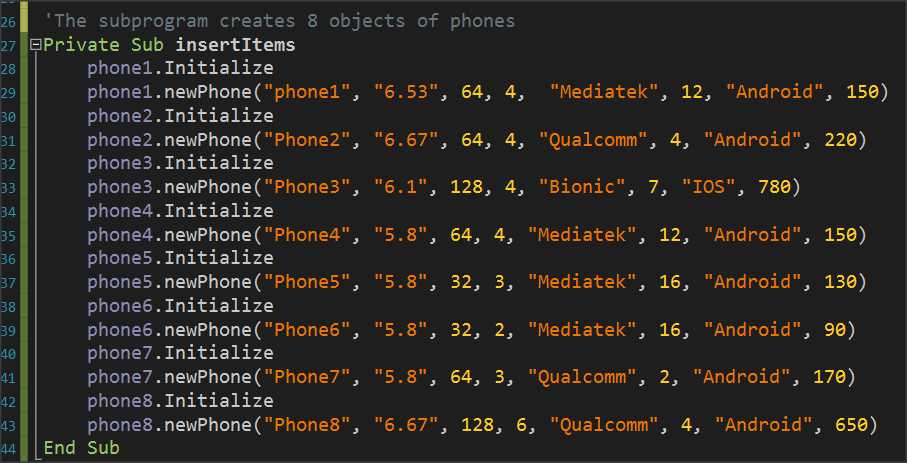 26 'The subprogram creates 8 objects of phones
27 Private Sub insertItems
28 phone1.Initialize
29 phone1.newPhone("phone1", "6.53", 64, 4,  "Mediatek", 12, "Android", 150)
30 phone2.Initialize
31 phone2.newPhone("Phone2", "6.67", 64, 4, "Qualcomm", 4, "Android", 220)
32 phone3.Initialize
33 phone3.newPhone("Phone3", "6.1", 128, 4, "Bionic", 7, "IOS", 780)
34 phone4.Initialize
35 phone4.newPhone("Phone4", "5.8", 64, 4, "Mediatek", 12, "Android", 150)
36 phone5.Initialize
37 phone5.newPhone("Phone5", "5.8", 32, 3, "Mediatek", 16, "Android", 130)
38 phone6.Initialize
39 phone6.newPhone("Phone6", "5.8", 32, 2, "Mediatek", 16, "Android", 90)
40 phone7.Initialize
41 phone7.newPhone("Phone7", "5.8", 64, 3, "Qualcomm", 2, "Android", 170)
42 phone8.Initialize
43 phone8.newPhone("Phone8", "6.67", 128, 6, "Qualcomm", 4, "Android", 650)
44 End Sub